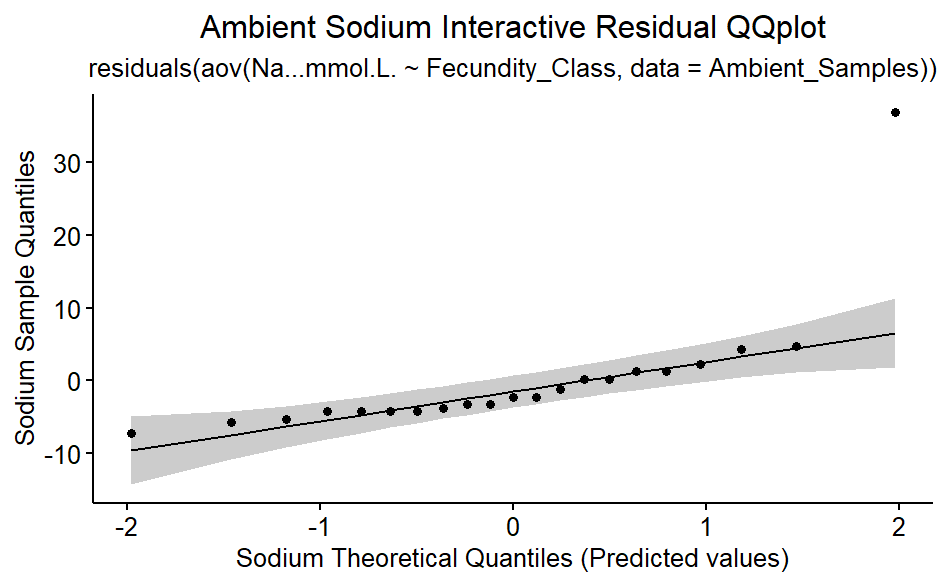 Ambient Sodium Interactive Residual QQplot
residuals(aov(Na...mmol.L. ~ Fecundity_Class, data = Ambient_Samples))
Sodium Sample Quantiles
30
20
10
0
-10
-2
-1
0
1
2
Sodium Theoretical Quantiles (Predicted values)